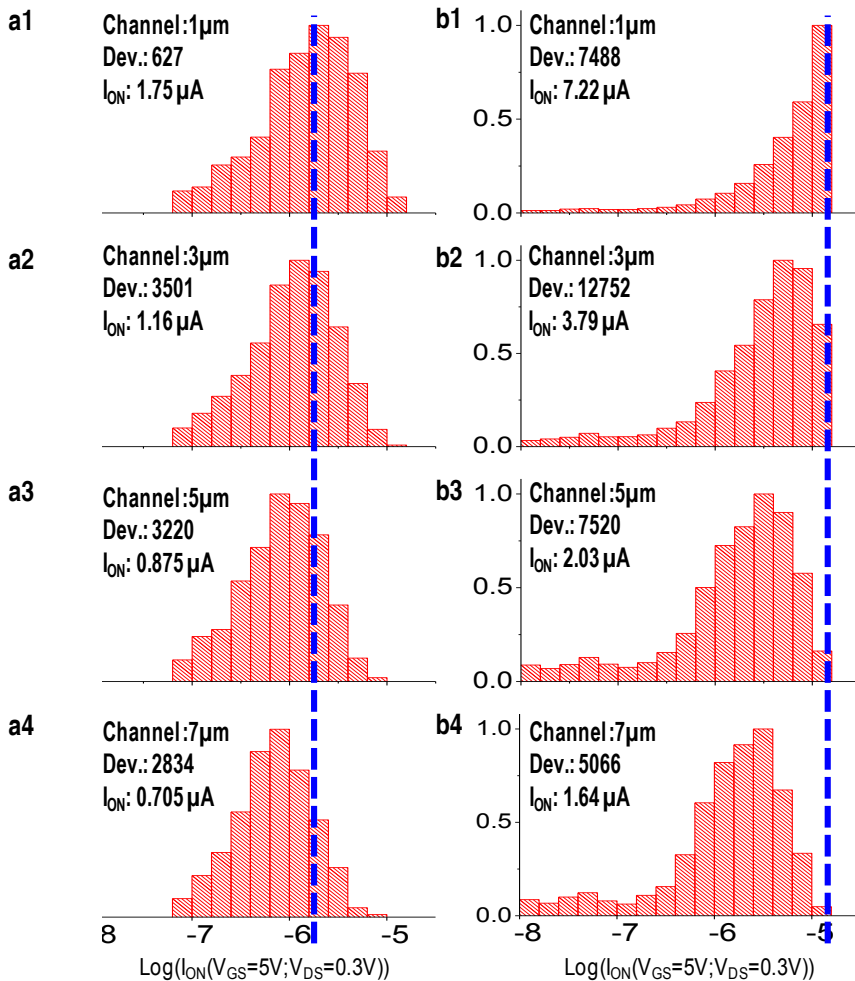 a1
Channel:1µm
Dev.: 627
I_ON: 1.75 µA
b1
Channel:1µm
Dev.: 7488
I_ON: 7.22 µA
1.0
0.5
0.0
a2
Channel:3µm
Dev.: 3501
I_ON: 1.16 µA
b2
Channel:3µm
Dev.: 12752
I_ON: 3.79 µA
1.0
0.5
0.0
a3
Channel:5µm
Dev.: 3220
I_ON: 0.875 µA
b3
Channel:5µm
Dev.: 7520
I_ON: 2.03 µA
1.0
0.5
0.0
a4
Channel:7µm
Dev.: 2834
I_ON: 0.705 µA
b4
Channel:7µm
Dev.: 5066
I_ON: 1.64 µA
1.0
0.5
0.0
8 -7 -6 -5
-8 -7 -6 -5
Log(I_ON(V_GS=5V;V_DS=0.3V))
Log(I_ON(V_GS=5V;V_DS=0.3V))